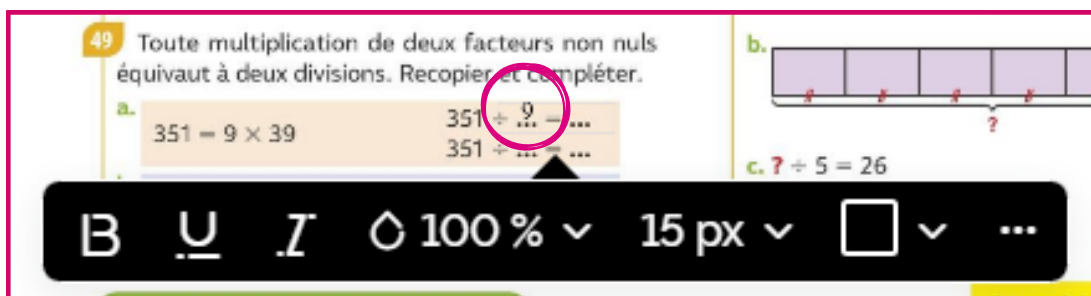 49 Toute multiplication de deux facteurs non nuls
équivaut à deux divisions. Recopier et compléter.
a.
351 = 9 × 39
351 ÷ 9 = ...
351 ÷ ... = ...
b.
?
c. ? ÷ 5 = 26
B U I 100 % 15 px ...